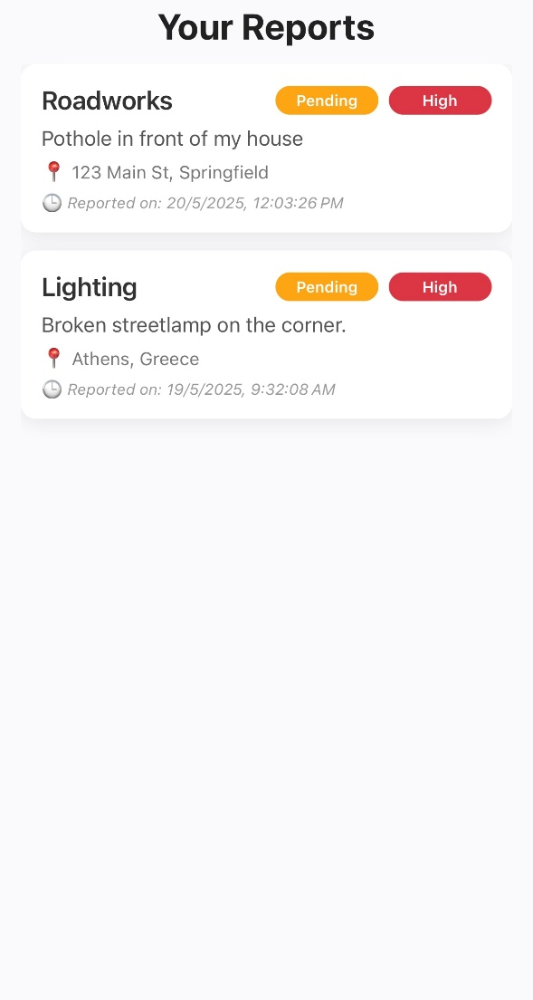 Your Reports
Roadworks Pending High
Pothole in front of my house
📍 123 Main St, Springfield
🕒 Reported on: 20/5/2025, 12:03:26 PM
Lighting Pending High
Broken streetlamp on the corner.
📍 Athens, Greece
🕒 Reported on: 19/5/2025, 9:32:08 AM